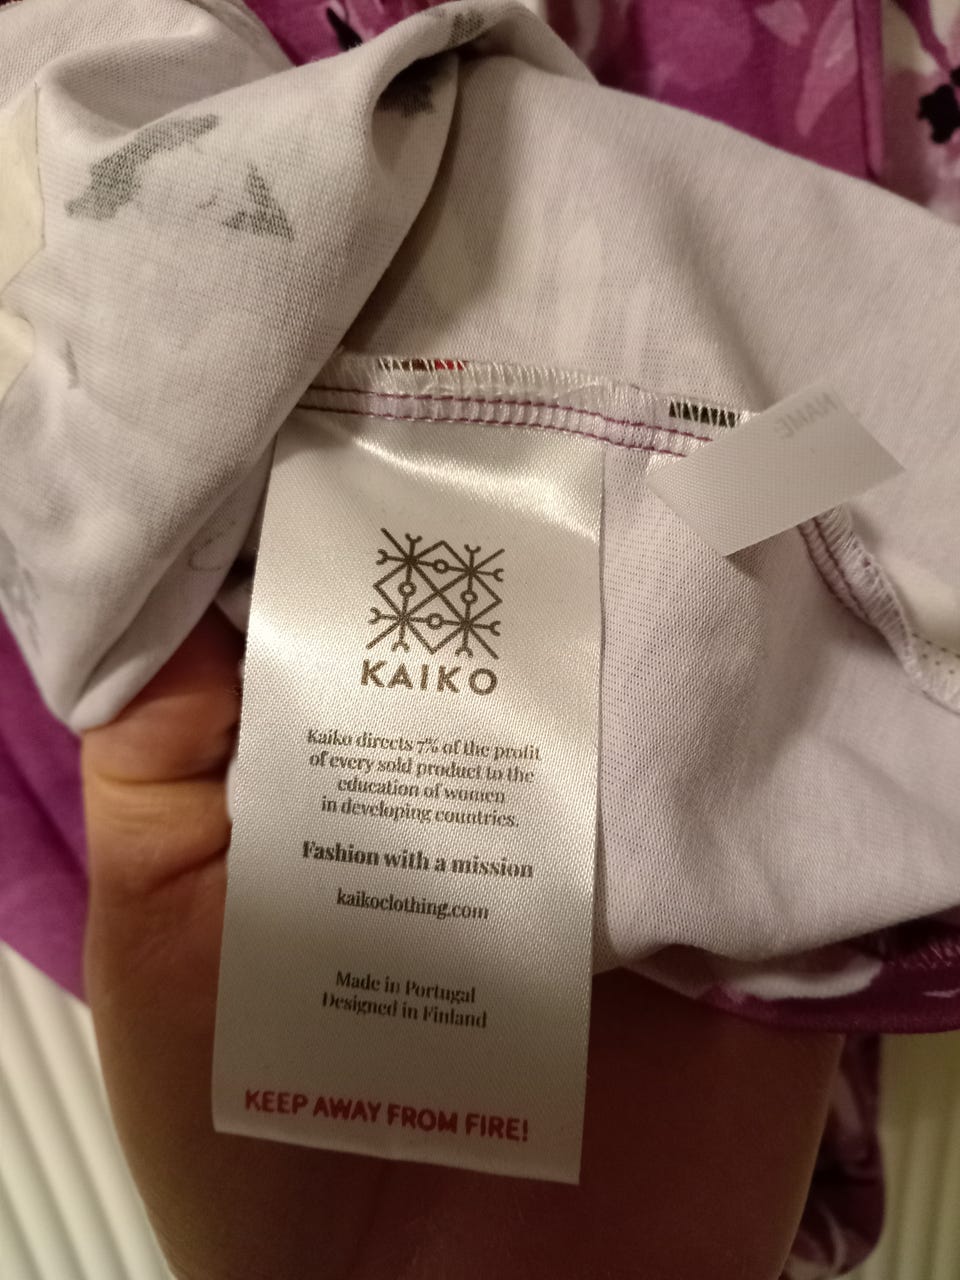 KAIKO
Kaiko directs 7% of the profit
of every sold product to the
education of women
in developing countries.
Fashion with a mission
kaikoclothing.com
Made in Portugal
Designed in Finland
KEEP AWAY FROM FIRE!
NAME